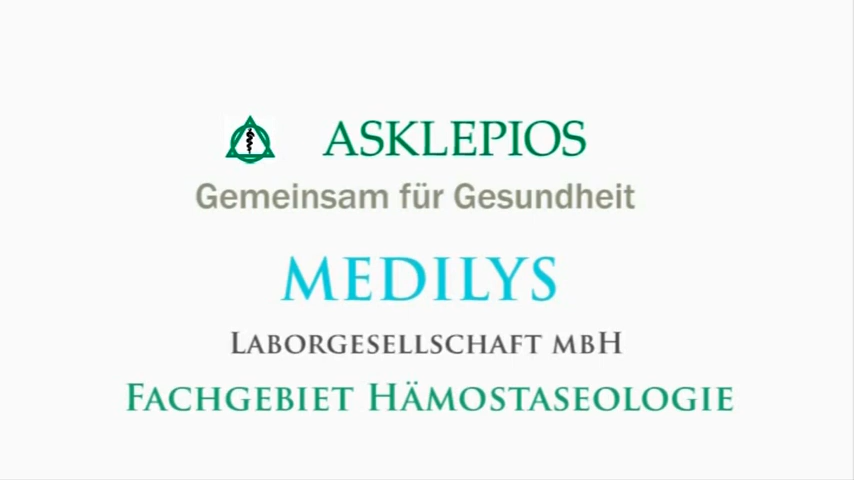 ASKLEPIOS
Gemeinsam für Gesundheit
MEDILYS
LABORGESELLSCHAFT MBH
FACHGEBIET HÄMOSTASEOLOGIE